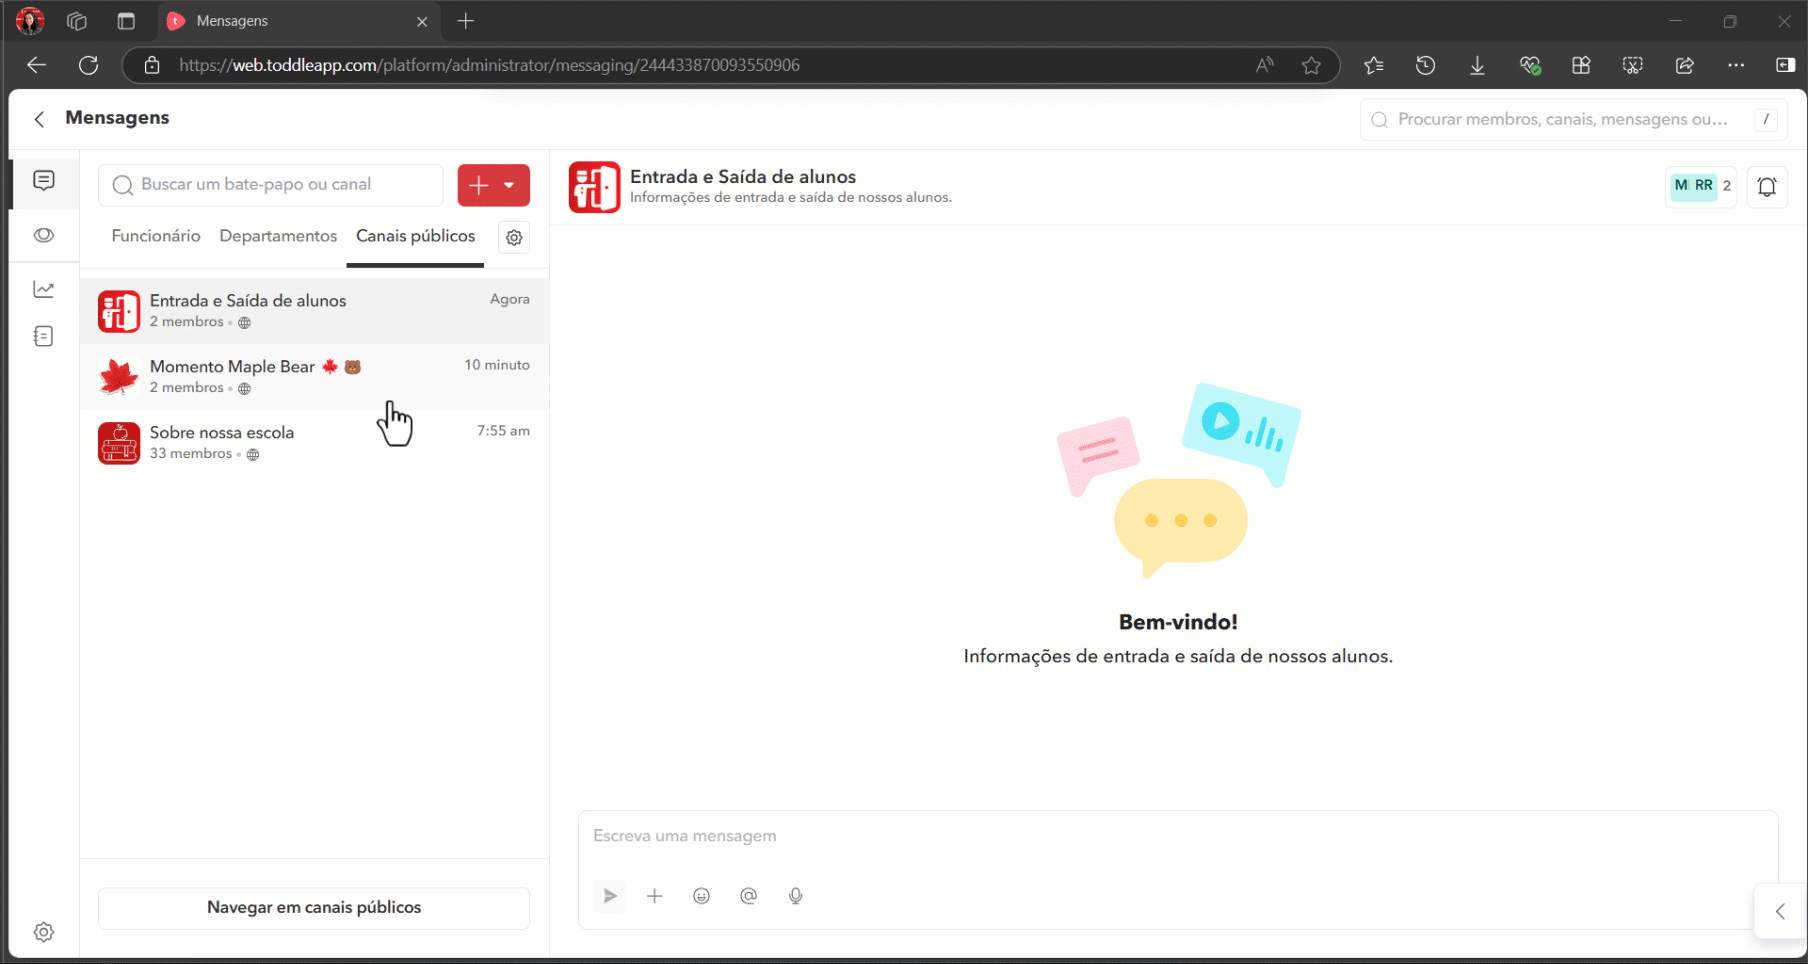 Mensagens
https://web.toddleapp.com/platform/administrator/messaging/244433870093550906
Mensagens
Procurar membros, canais, mensagens ou... /
Buscar um bate-papo ou canal
Funcionário Departamentos Canais públicos
Entrada e Saída de alunos Agora
2 membros
Momento Maple Bear 🍁 🐻 10 minuto
2 membros
Sobre nossa escola 7:55 am
33 membros
Navegar em canais públicos
Entrada e Saída de alunos
Informações de entrada e saída de nossos alunos.
M RR 2
Bem-vindo!
Informações de entrada e saída de nossos alunos.
Escreva uma mensagem